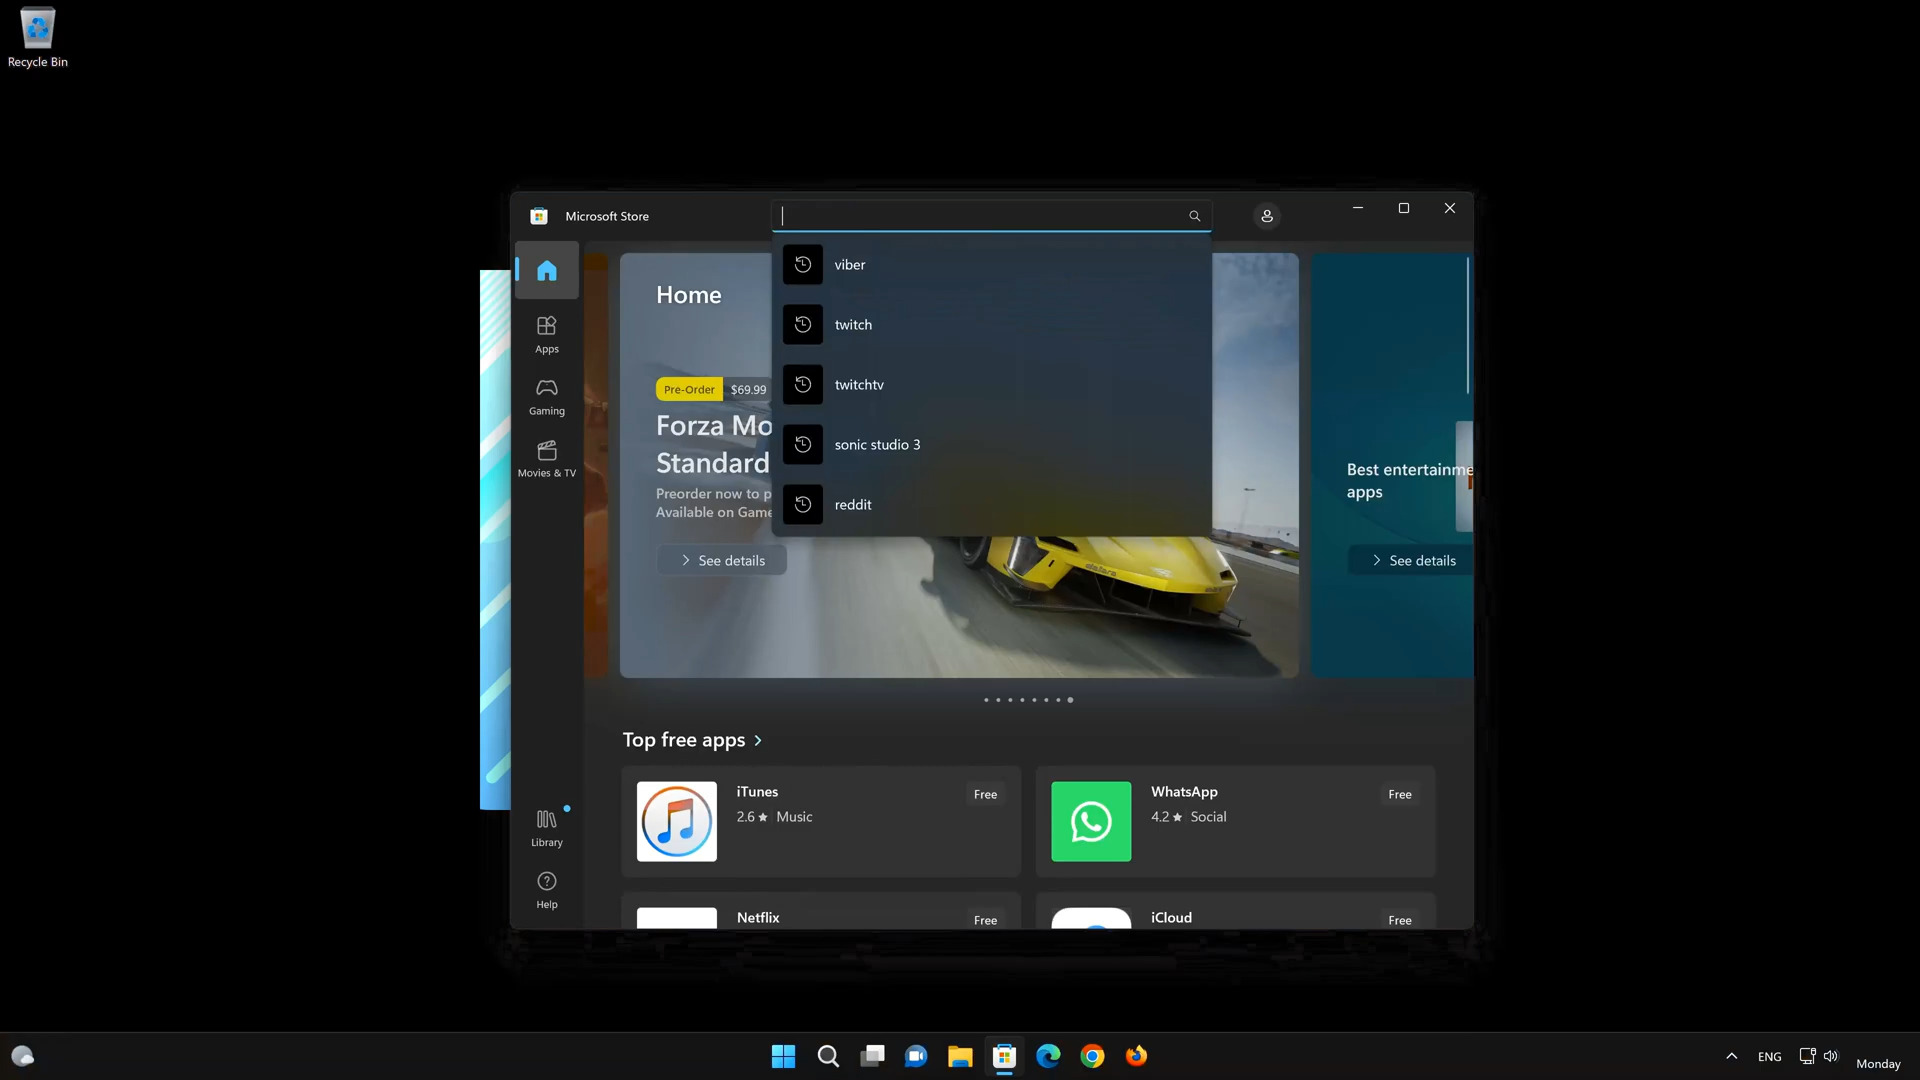 Recycle Bin
Microsoft Store
viber
twitch
twitchtv
sonic studio 3
reddit
Home
Pre-Order $69.99
Forza Mo
Standard
Preorder now to p
Available on Game
See details
Best entertainme
apps
See details
Apps
Gaming
Movies & TV
Library
Help
Top free apps
iTunes
Free
2.6 ★ Music
WhatsApp
Free
4.2 ★ Social
Netflix
Free
iCloud
Free
ENG
Monday